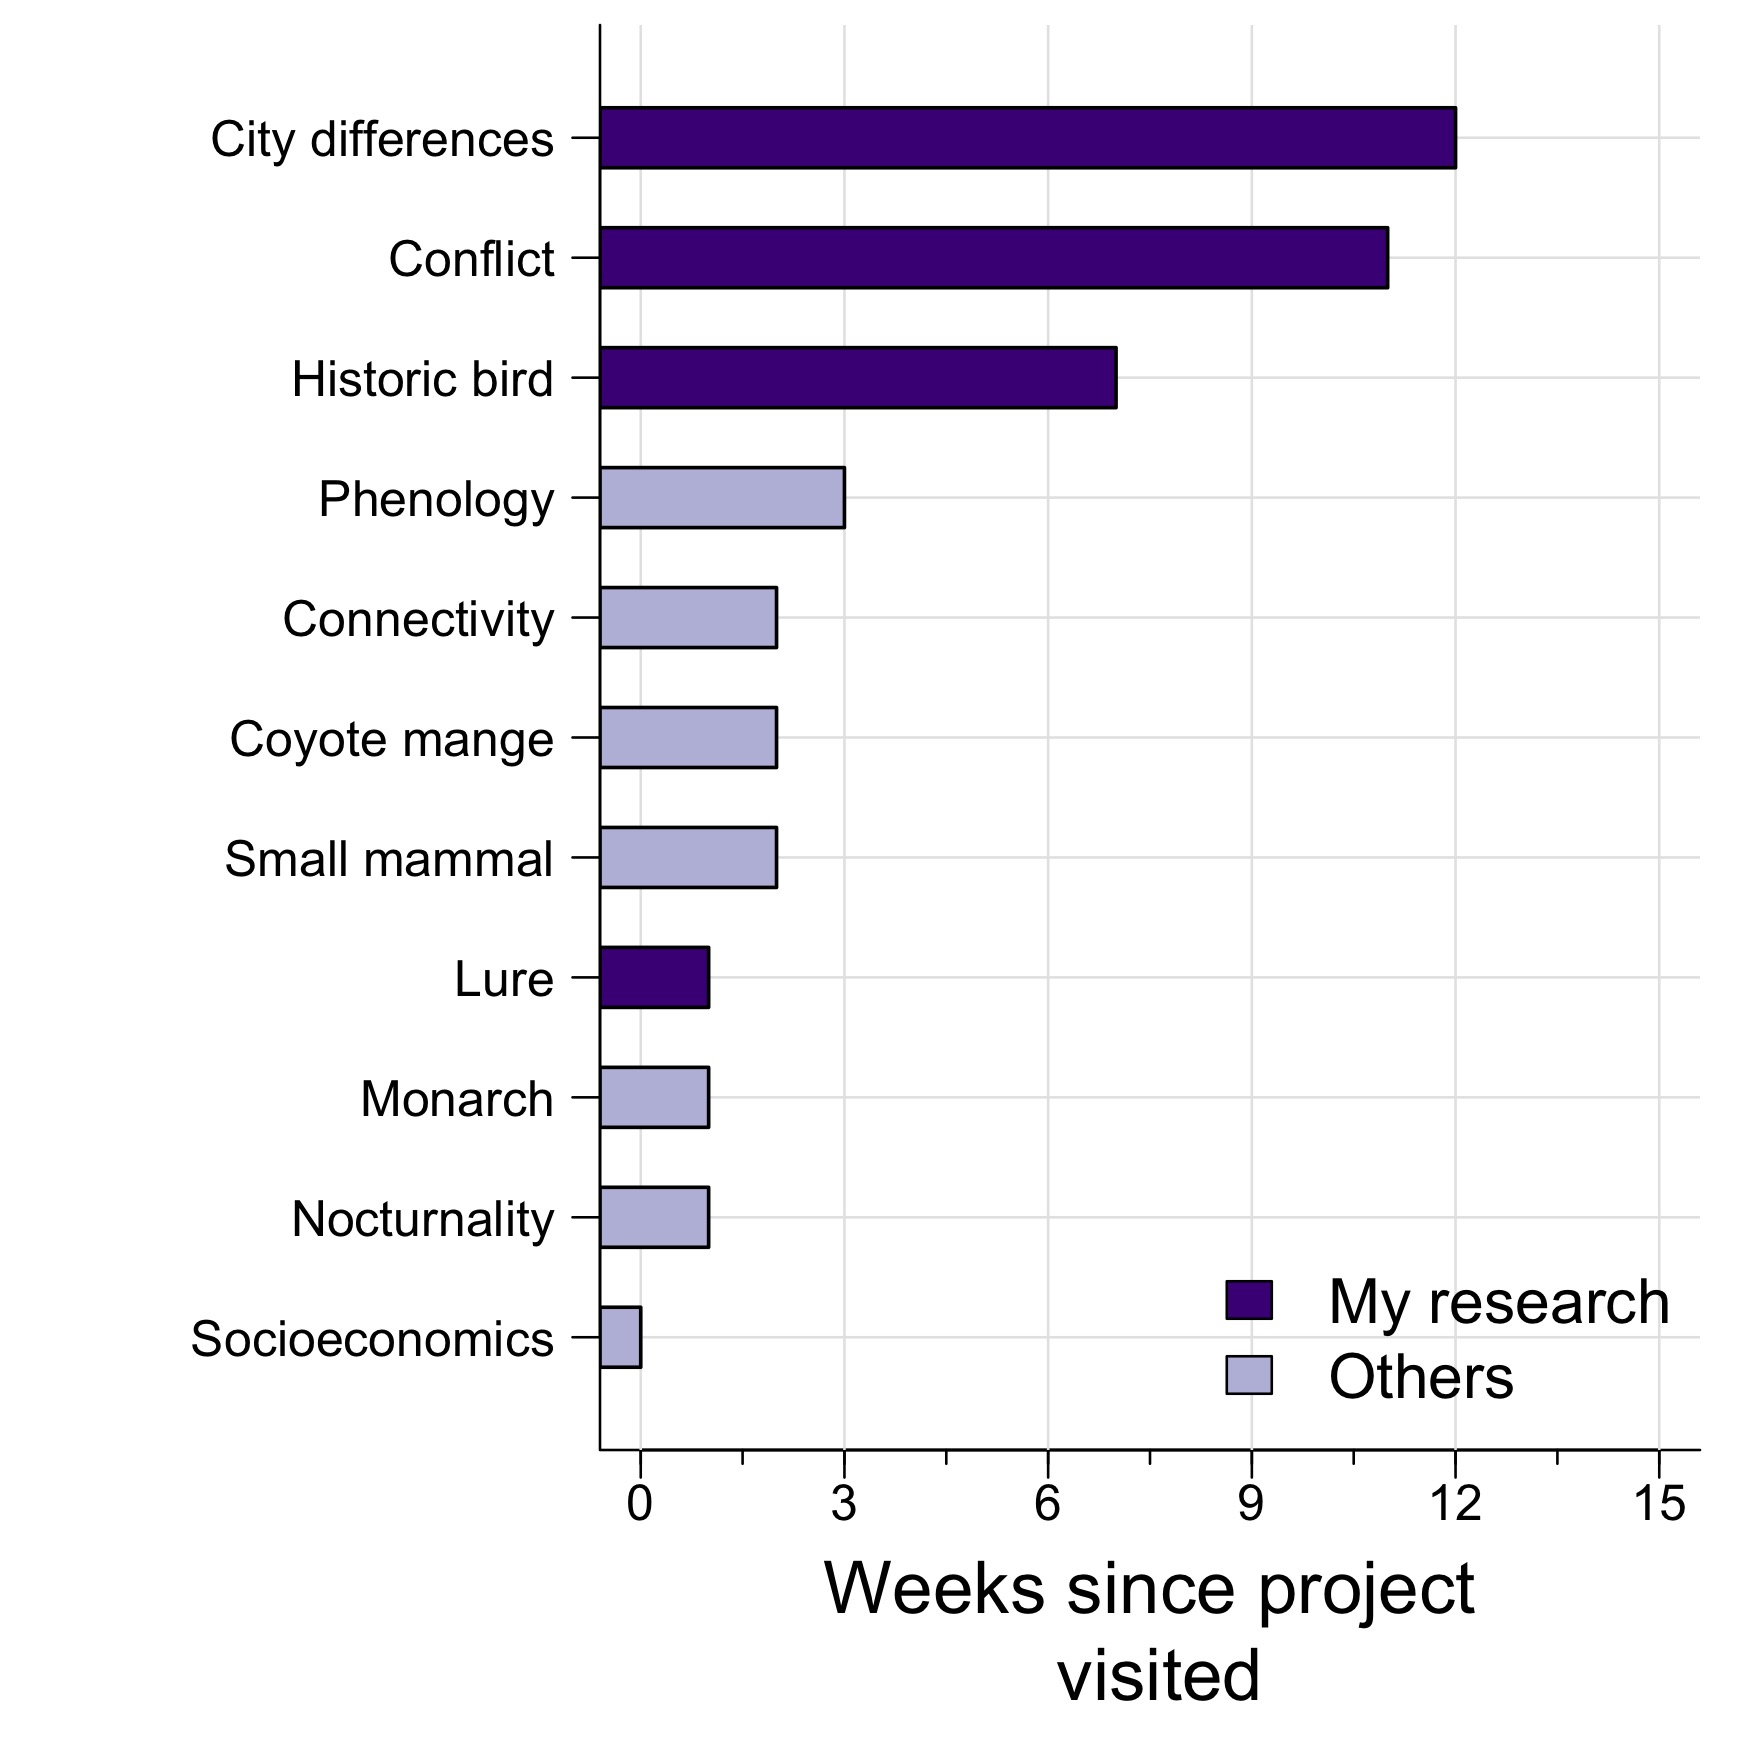 City differences
Conflict
Historic bird
Phenology
Connectivity
Coyote mange
Small mammal
Lure
Monarch
Nocturnality
Socioeconomics
My research
Others
0 3 6 9 12 15
Weeks since project
visited